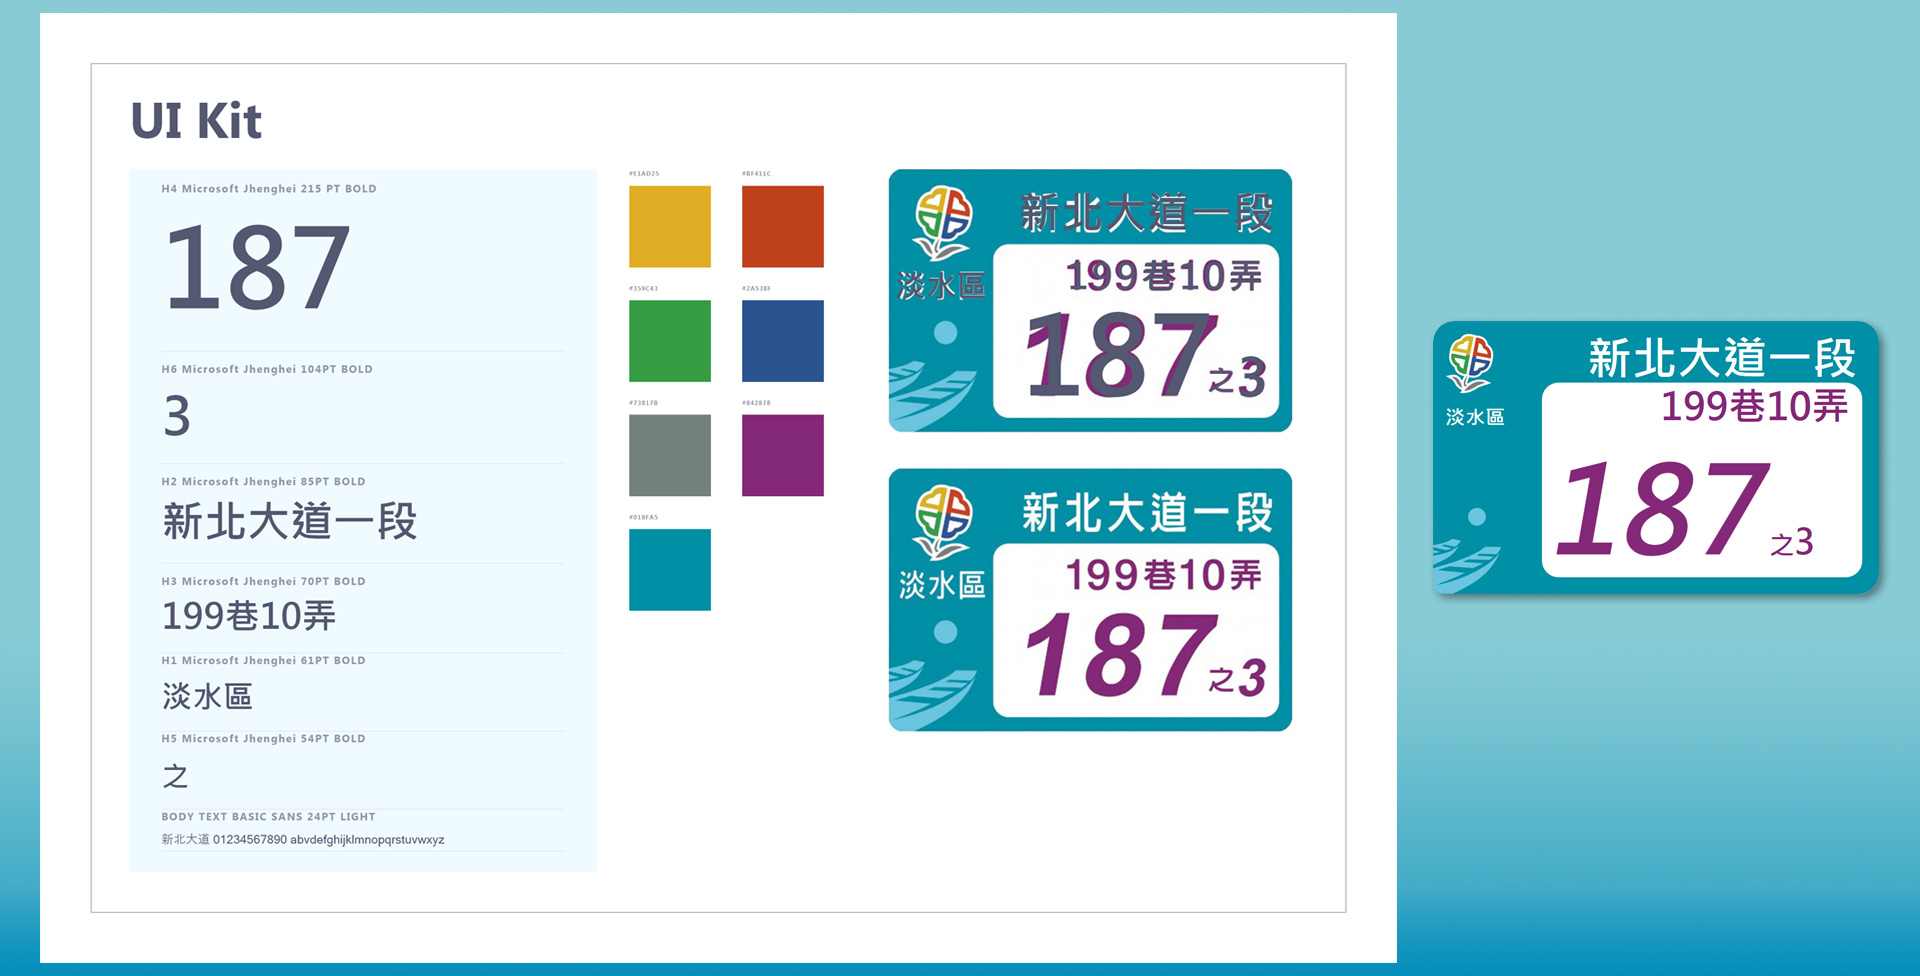 UI Kit
H4 Microsoft Jhenghei 215 PT BOLD
187
H6 Microsoft Jhenghei 104PT BOLD
3
H2 Microsoft Jhenghei 85PT BOLD
新北大道一段
H3 Microsoft Jhenghei 70PT BOLD
199巷10弄
H1 Microsoft Jhenghei 61PT BOLD
淡水區
H5 Microsoft Jhenghei 54PT BOLD
之
BODY TEXT BASIC SANS 24PT LIGHT
新北大道 01234567890 abvdefghijklmnopqrstuvwxyz
#E1AD25
#BF411C
#359C43
#2A538F
#73817B
#842878
#018FA5
新北大道一段
淡水區
199巷10弄
187之3
新北大道一段
淡水區
199巷10弄
187之3
新北大道一段
淡水區
199巷10弄
187之3